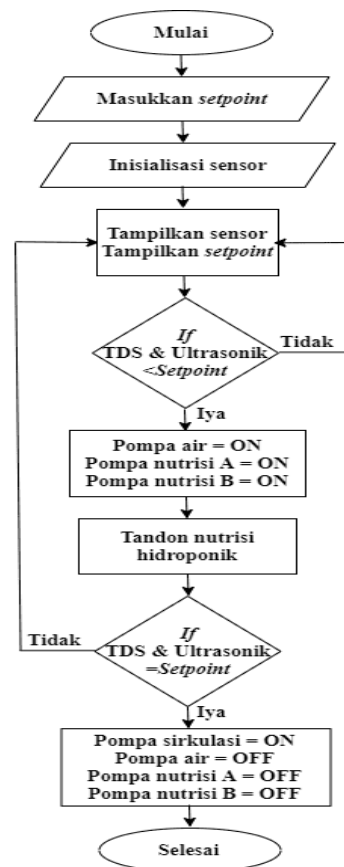 Mulai
Masukkan setpoint
Inisialisasi sensor
Tampilkan sensor
Tampilkan setpoint
If
TDS & Ultrasonik
<Setpoint
Tidak
Iya
Pompa air = ON
Pompa nutrisi A = ON
Pompa nutrisi B = ON
Tandon nutrisi
hidroponik
If
TDS & Ultrasonik
=Setpoint
Tidak
Iya
Pompa sirkulasi = ON
Pompa air = OFF
Pompa nutrisi A = OFF
Pompa nutrisi B = OFF
Selesai